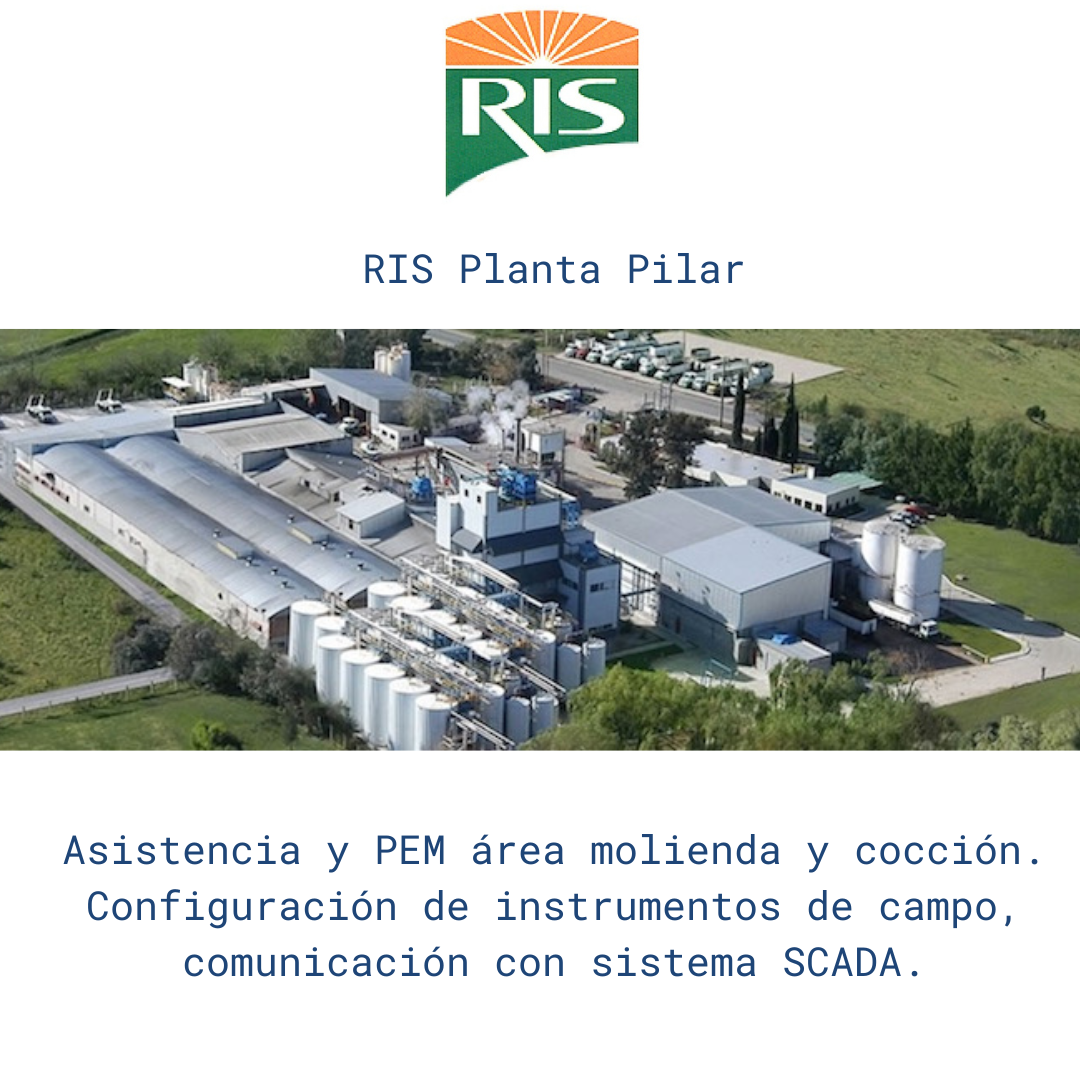 RIS
RIS Planta Pilar
Asistencia y PEM área molienda y cocción.
Configuración de instrumentos de campo,
comunicación con sistema SCADA.